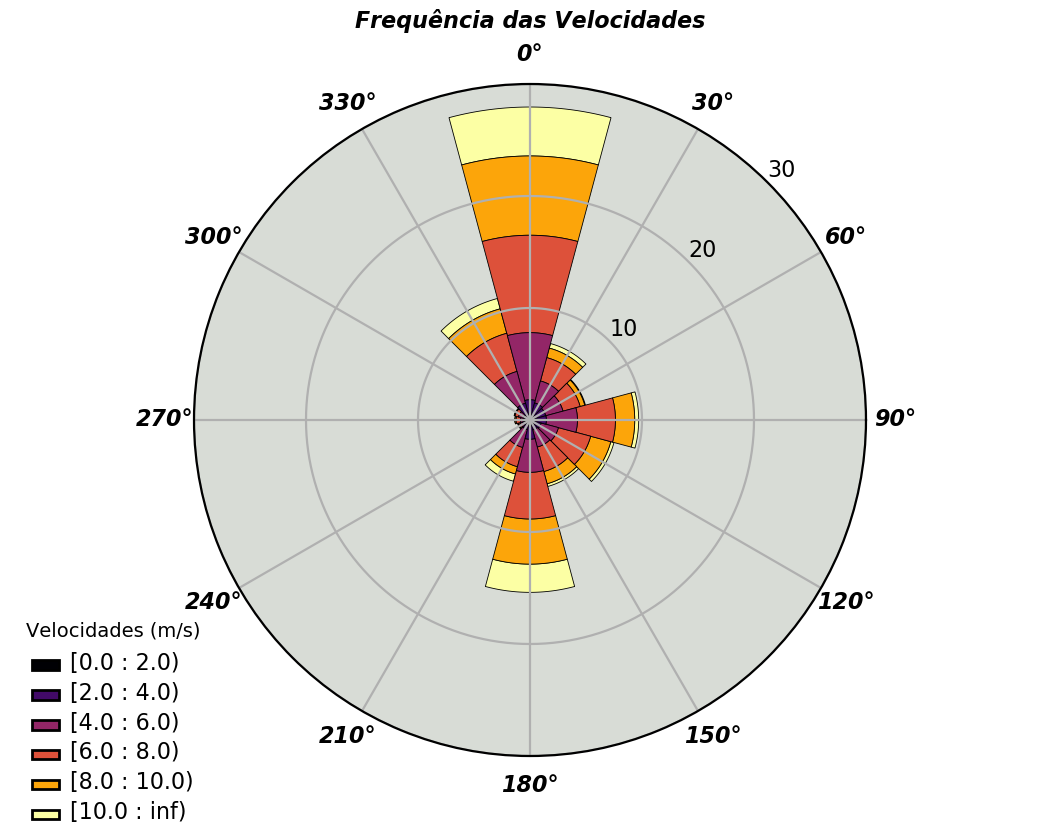 Frequência das Velocidades
0°
330°
30°
30
300°
60°
20
10
270°
90°
240°
120°
210°
150°
180°
Velocidades (m/s)
[0.0 : 2.0)
[2.0 : 4.0)
[4.0 : 6.0)
[6.0 : 8.0)
[8.0 : 10.0)
[10.0 : inf)